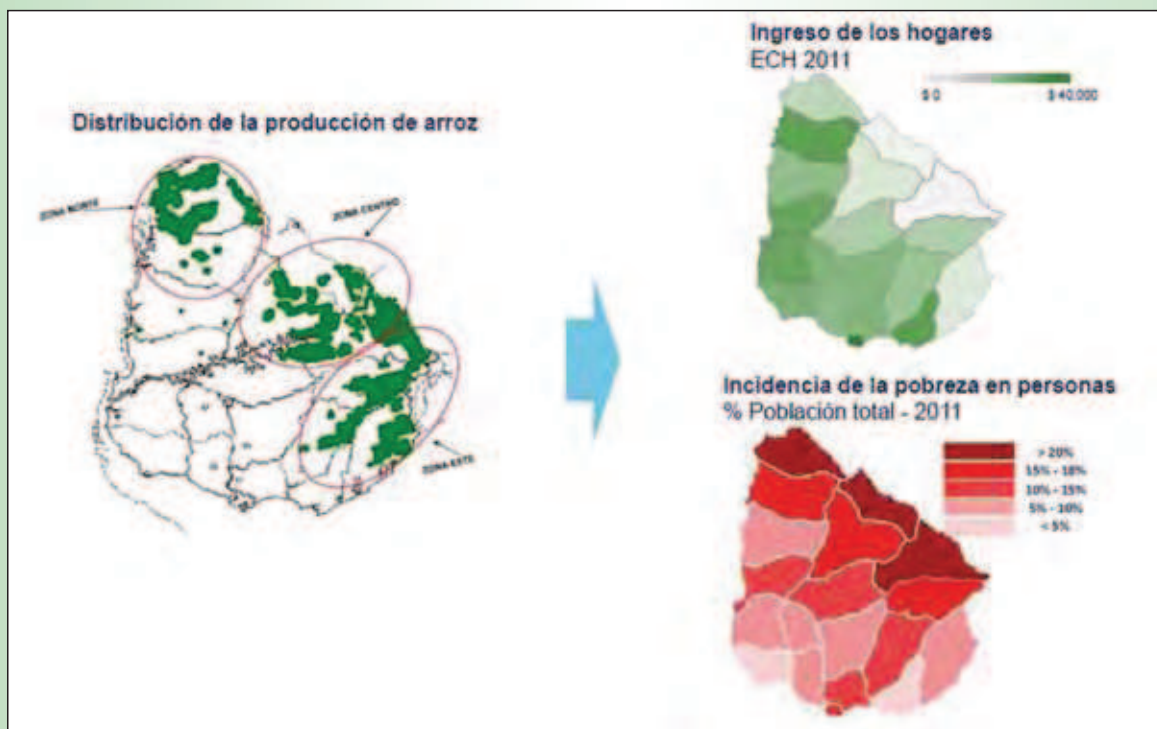 Distribución de la producción de arroz
ZONA NORTE
ZONA CENTRO
ZONA ESTE
Ingreso de los hogares
ECH 2011
$ 0
$ 40.000
Incidencia de la pobreza en personas
% Población total - 2011
> 20%
15% - 18%
10% - 15%
5% - 10%
< 5%